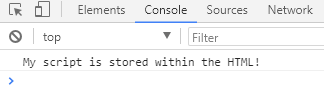 Elements Console Sources Network
top Filter
My script is stored within the HTML!